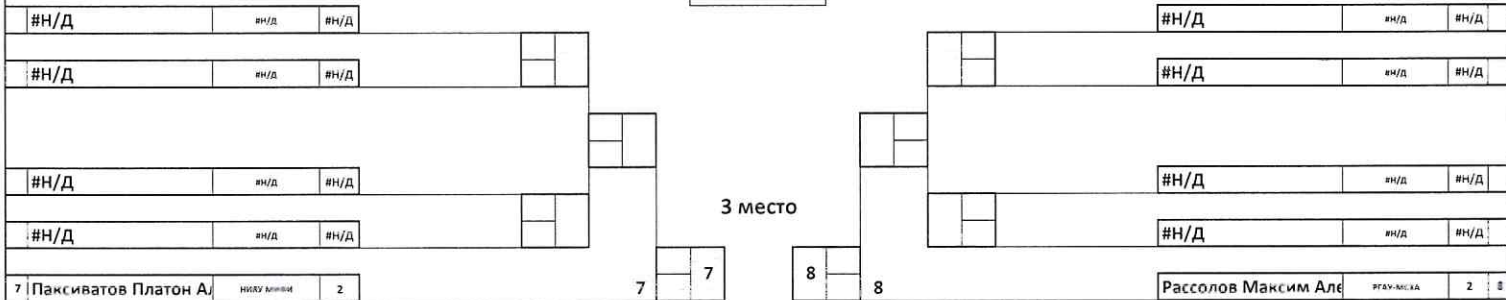 #Н/Д #Н/Д #Н/Д #Н/Д #Н/Д #Н/Д
#Н/Д #Н/Д #Н/Д #Н/Д #Н/Д #Н/Д
#Н/Д #Н/Д #Н/Д #Н/Д #Н/Д #Н/Д
3 место
#Н/Д #Н/Д #Н/Д #Н/Д #Н/Д #Н/Д
7 8
7 Паксиватов Платон Ал НИЯУ МИФИ 2 7 8 Рассолов Максим Але РГАУ-МСХА 2 8